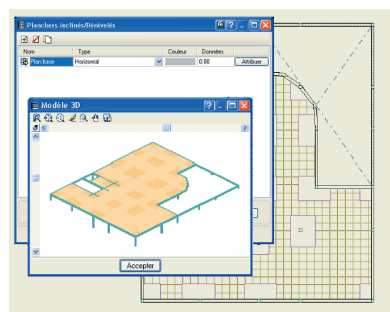 Planchers inclinés/Dénivelés
Nom Type Couleur Données
Plan base Horizontal 0.00 Attribuer
Modèle 3D
Accepter